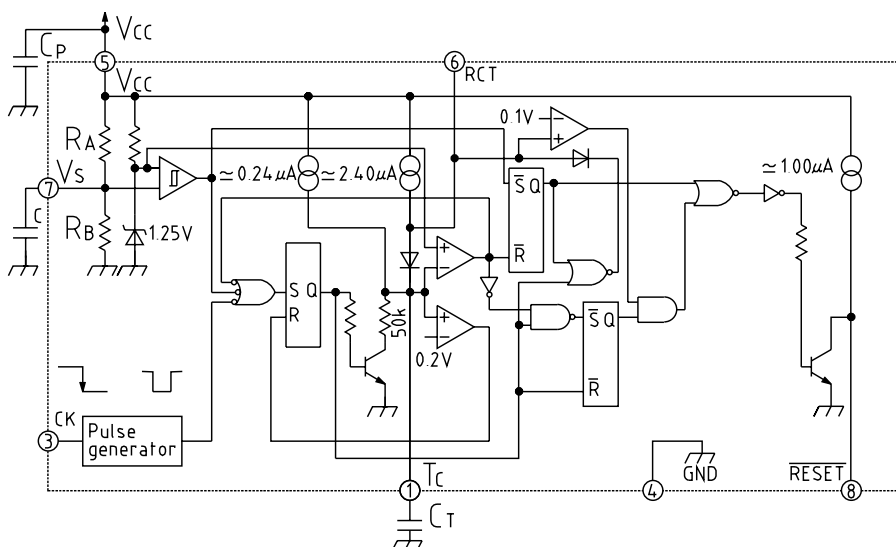 VCC
CP
5
VCC
6
RCT
0.1V
RA
≃0.24μA
≃2.40μA
S̅ Q
≃1.00μA
VS
7
C
RB
1.25V
R̅
S Q
R
50k
S̅ Q
0.2V
R̅
CK
3
Pulse
generator
TC
1
CT
4
GND
R̅E̅S̅E̅T̅
8